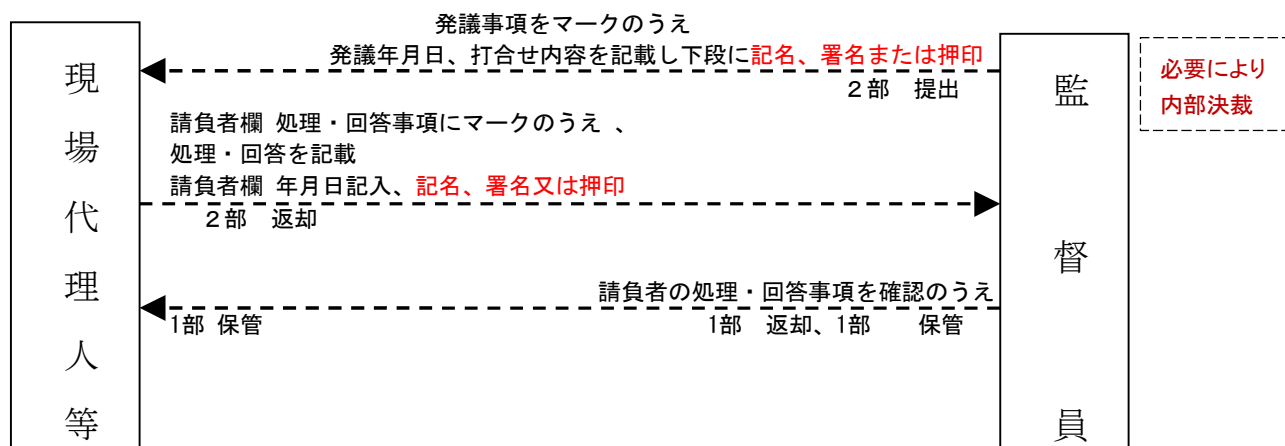 発議事項をマークのうえ
発議年月日、打合せ内容を記載し下段に記名、署名または押印
２部　提出
必要により
内部決裁
請負者欄 処理・回答事項にマークのうえ 、
処理・回答を記載
請負者欄 年月日記入、記名、署名又は押印
２部　返却
請負者の処理・回答事項を確認のうえ
1部 保管
1部　返却、1部　　保管
現場代理人等
監督員